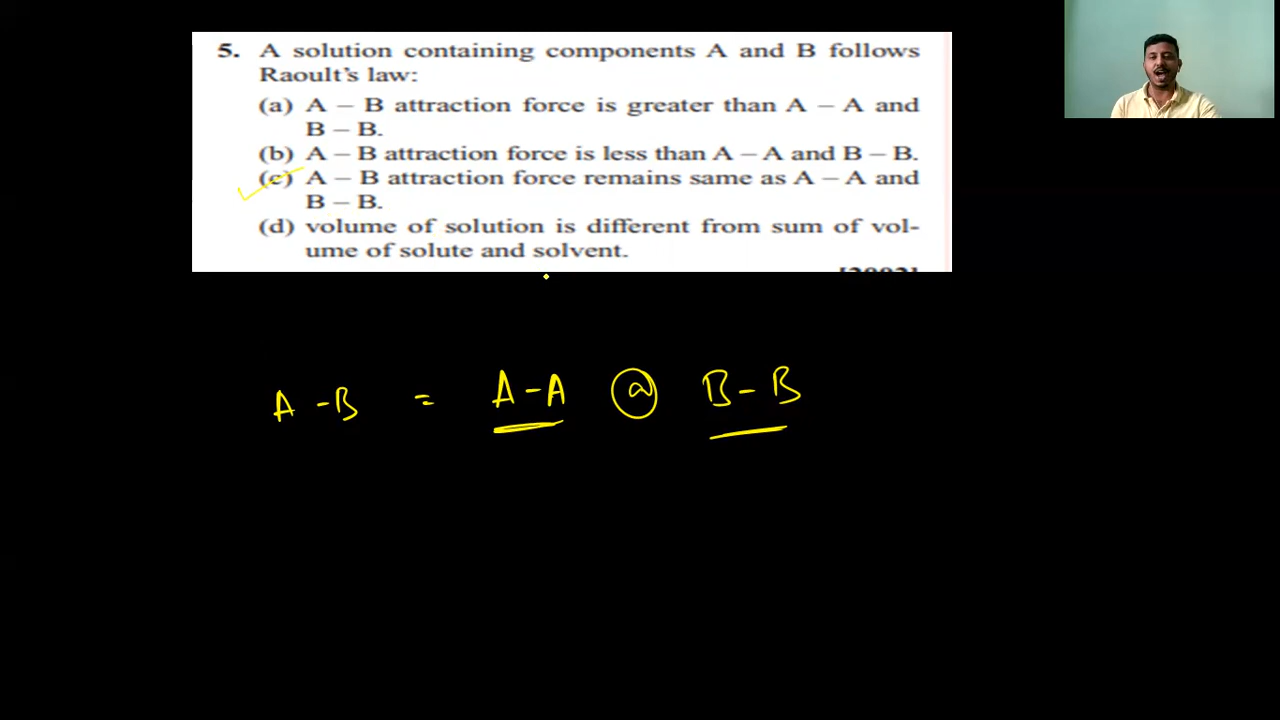 5. A solution containing components A and B follows
Raoult's law:
(a) A – B attraction force is greater than A – A and
B – B.
(b) A – B attraction force is less than A – A and B – B.
(c) A – B attraction force remains same as A – A and
B – B.
(d) volume of solution is different from sum of vol-
ume of solute and solvent.
A - B = A - A B - B